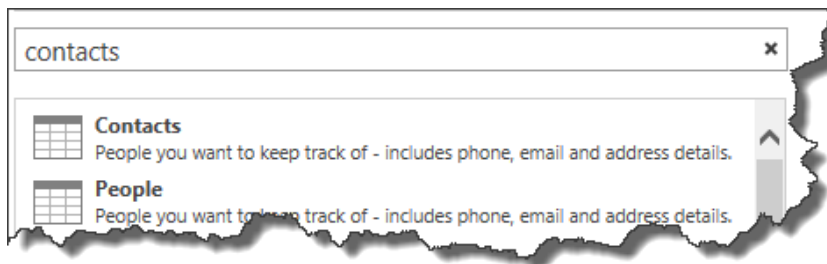 contacts
Contacts
People you want to keep track of - includes phone, email and address details.
People
People you want to keep track of - includes phone, email and address details.